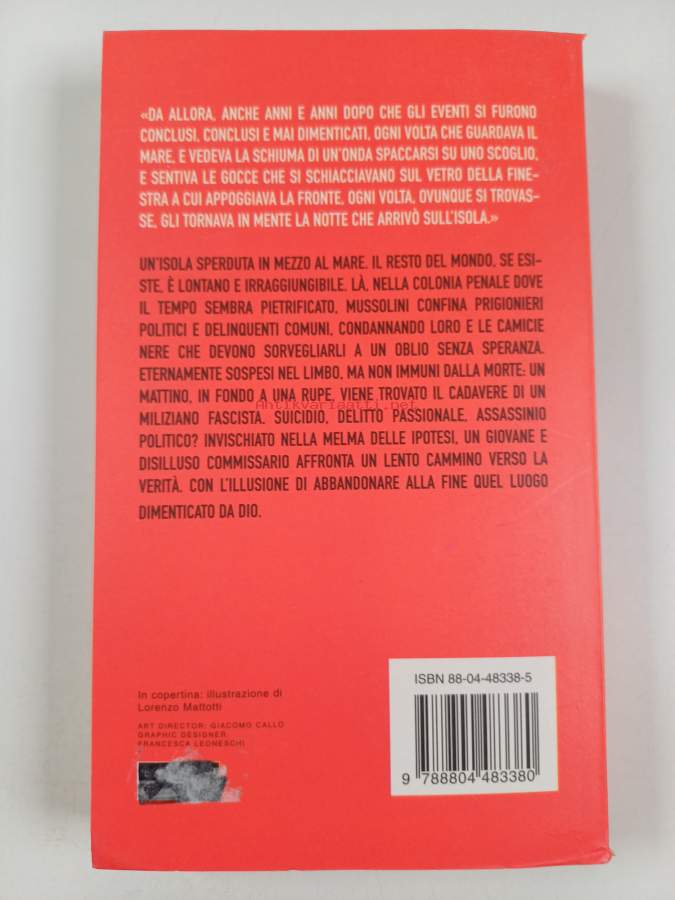 «DA ALLORA, ANCHE ANNI E ANNI DOPO CHE GLI EVENTI SI FURONO
CONCLUSI, CONCLUSI E MAI DIMENTICATI, OGNI VOLTA CHE GUARDAVA IL
MARE, E VEDEVA LA SCHIUMA DI UN'ONDA SPACCARSI SU UNO SCOGLIO,
E SENTIVA LE GOCCE CHE SI SCHIACCIAVANO SUL VETRO DELLA FINE-
STRA A CUI APPOGGIAVA LA FRONTE, OGNI VOLTA, OVUNQUE SI TROVAS-
SE, GLI TORNAVA IN MENTE LA NOTTE CHE ARRIVÒ SULL'ISOLA.»
UN'ISOLA SPERDUTA IN MEZZO AL MARE. IL RESTO DEL MONDO, SE ESI-
STE, È LONTANO E IRRAGGIUNGIBILE. LÀ, NELLA COLONIA PENALE DOVE
IL TEMPO SEMBRA PIETRIFICATO, MUSSOLINI CONFINA PRIGIONIERI
POLITICI E DELINQUENTI COMUNI, CONDANNANDO LORO E LE CAMICIE
NERE CHE DEVONO SORVEGLIARLI A UN OBLIO SENZA SPERANZA.
ETERNAMENTE SOSPESI NEL LIMBO, MA NON IMMUNI DALLA MORTE: UN
MATTINO, IN FONDO A UNA RUPE, VIENE TROVATO IL CADAVERE DI UN
Antikvariaatti.net
MILIZIANO FASCISTA. SUICIDIO, DELITTO PASSIONALE, ASSASSINIO
POLITICO? INVISCHIATO NELLA MELMA DELLE IPOTESI, UN GIOVANE E
DISILLUSO COMMISSARIO AFFRONTA UN LENTO CAMMINO VERSO LA
VERITÀ. CON L'ILLUSIONE DI ABBANDONARE ALLA FINE QUEL LUOGO
DIMENTICATO DA DIO.
In copertina: illustrazione di
Lorenzo Mattotti
ART DIRECTOR: GIACOMO CALLO
GRAPHIC DESIGNER:
FRANCESCA LEONESCHI
ISBN 88-04-48338-5
9 788804 483380